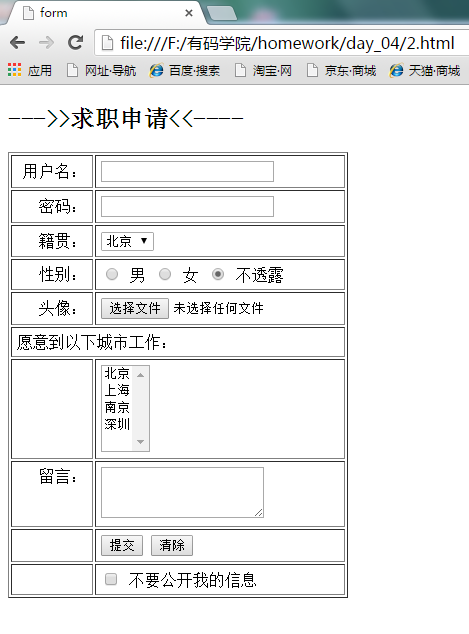 form
file:///F:/有码学院/homework/day_04/2.html
应用 网址·导航 百度·搜索 淘宝·网 京东·商城 天猫·商城
--->>求职申请<<----
用户名：
密码：
籍贯： 北京
性别： 男 女 不透露
头像： 选择文件 未选择任何文件
愿意到以下城市工作：
北京
上海
南京
深圳
留言：
提交 清除
不要公开我的信息